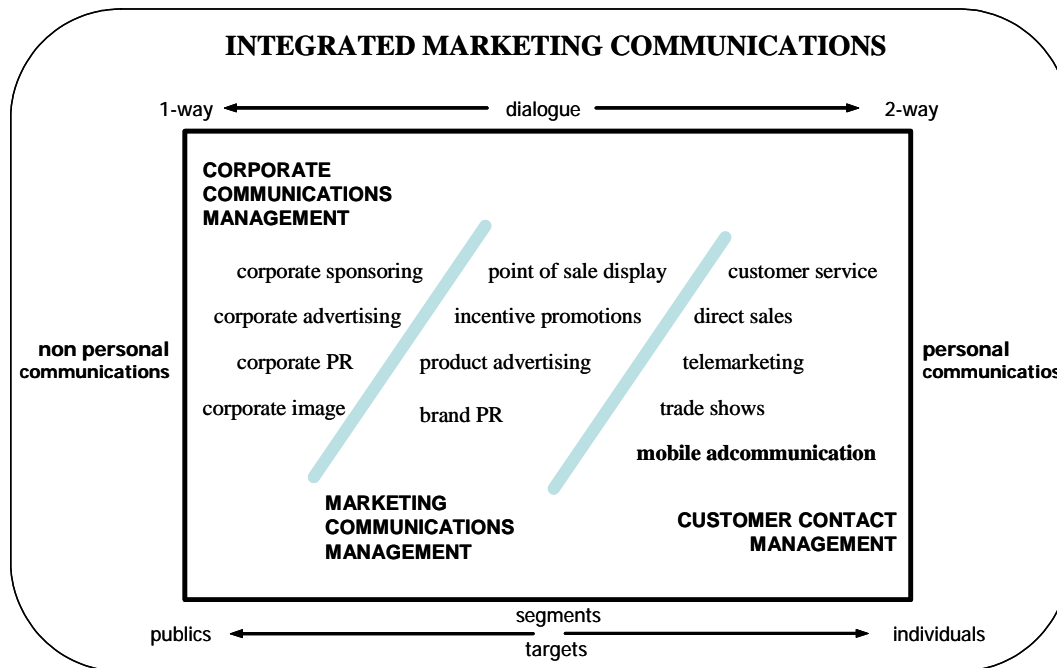 INTEGRATED MARKETING COMMUNICATIONS
1-way dialogue 2-way
CORPORATE
COMMUNICATIONS
MANAGEMENT
corporate sponsoring point of sale display customer service
corporate advertising incentive promotions direct sales
non personal
communications
corporate PR product advertising telemarketing
personal
communicatios
corporate image brand PR trade shows
mobile adcommunication
MARKETING
COMMUNICATIONS
MANAGEMENT
CUSTOMER CONTACT
MANAGEMENT
segments
publics individuals
targets